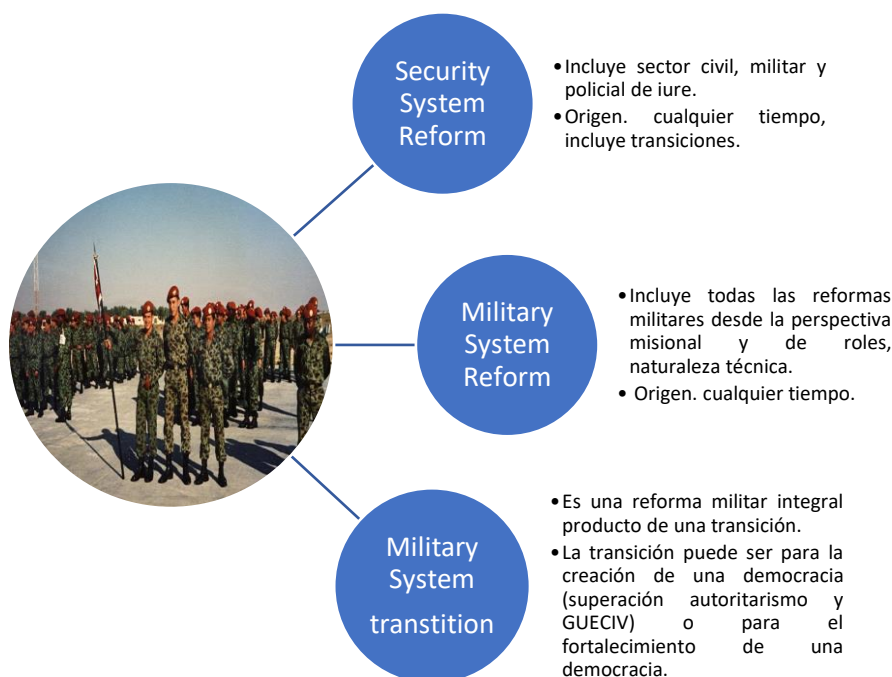 Security
System
Reform
•Incluye sector civil, militar y
policial de iure.
•Origen. cualquier tiempo,
incluye transiciones.
Military
System
Reform
•Incluye todas las reformas
militares desde la perspectiva
misional y de roles,
naturaleza técnica.
• Origen. cualquier tiempo.
Military
System
transtition
•Es una reforma militar integral
producto de una transición.
•La transición puede ser para la
creación de una democracia
(superación autoritarismo y
GUECIV) o para el
fortalecimiento de una
democracia.